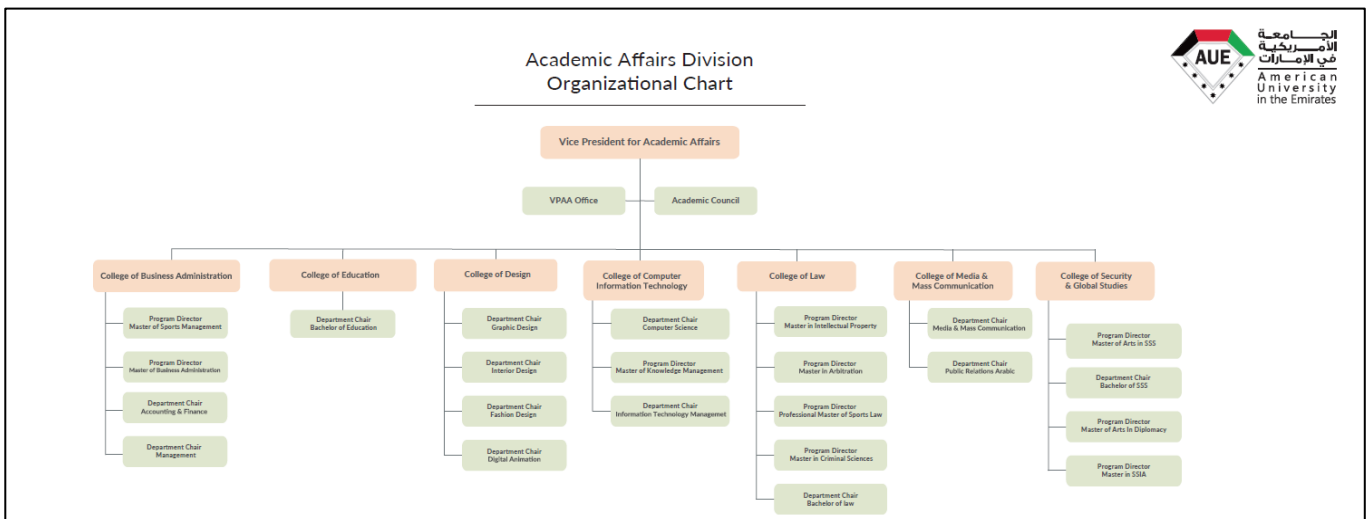 Academic Affairs Division
Organizational Chart
AUE
الجـــامعـة
الأمـــريكية
في الإمـارات
American
University
in the Emirates
Vice President for Academic Affairs
VPAA Office
Academic Council
College of Business Administration
Program Director
Master of Sports Management
Program Director
Master of Business Administration
Department Chair
Accounting & Finance
Department Chair
Management
College of Education
Department Chair
Bachelor of Education
College of Design
Department Chair
Graphic Design
Department Chair
Interior Design
Department Chair
Fashion Design
Department Chair
Digital Animation
College of Computer
Information Technology
Department Chair
Computer Science
Program Director
Master of Knowledge Management
Department Chair
Information Technology Managemet
College of Law
Program Director
Master in Intellectual Property
Program Director
Master in Arbitration
Program Director
Professional Master of Sports Law
Program Director
Master in Criminal Sciences
Department Chair
Bachelor of law
College of Media &
Mass Communication
Department Chair
Media & Mass Communication
Department Chair
Public Relations Arabic
College of Security
& Global Studies
Program Director
Master of Arts in SSS
Department Chair
Bachelor of SSS
Program Director
Master of Arts In Diplomacy
Program Director
Master in SSIA